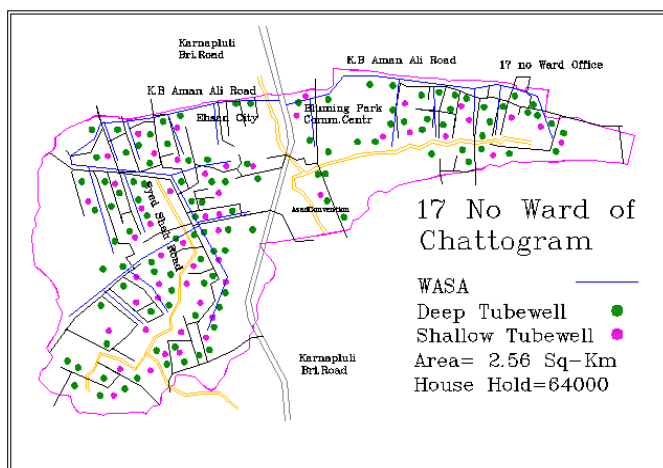 Karnapluli
Bri.Road
K.B Aman Ali Road
17 no Ward Office
K.B Aman Ali Road
Ehsan City
Bluming Park
Comm.Centr
Syad Shah Road
AsadConvention
17 No Ward of
Chattogram
WASA
Deep Tubewell
Shallow Tubewell
Area= 2.56 Sq-Km
House Hold=64000
Karnapluli
Bri.Road